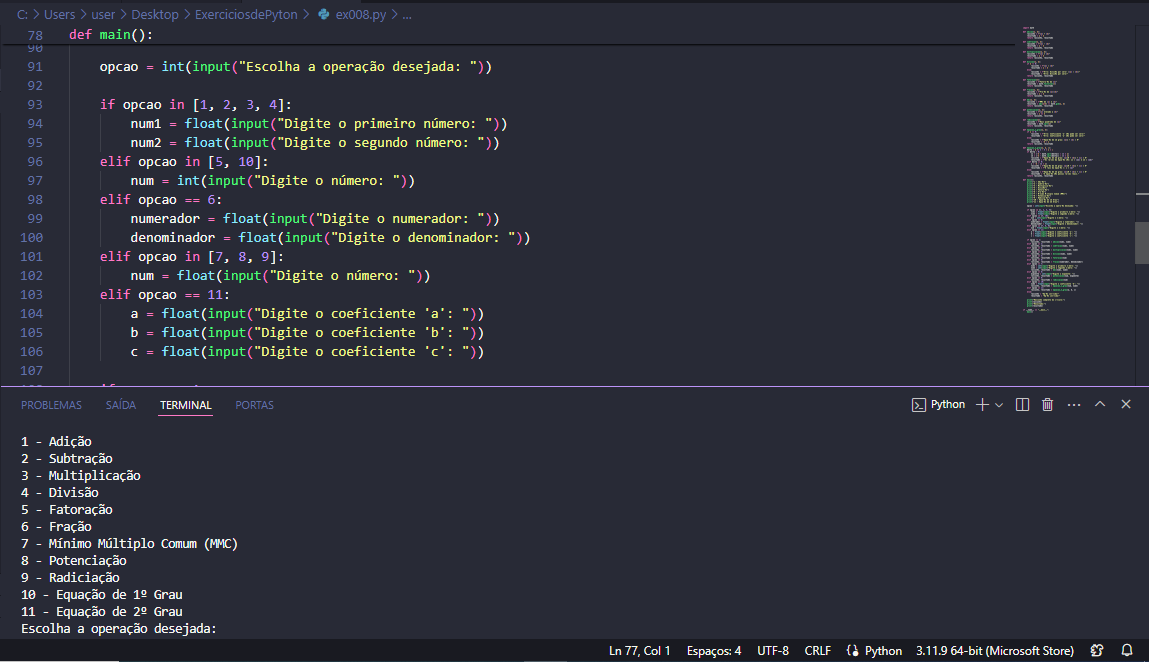 C: > Users > user > Desktop > ExerciciosdePyton > ex008.py > ...
78 def main():
90
91 opcao = int(input("Escolha a operação desejada: "))
92
93 if opcao in [1, 2, 3, 4]:
94 num1 = float(input("Digite o primeiro número: "))
95 num2 = float(input("Digite o segundo número: "))
96 elif opcao in [5, 10]:
97 num = int(input("Digite o número: "))
98 elif opcao == 6:
99 numerador = float(input("Digite o numerador: "))
100 denominador = float(input("Digite o denominador: "))
101 elif opcao in [7, 8, 9]:
102 num = float(input("Digite o número: "))
103 elif opcao == 11:
104 a = float(input("Digite o coeficiente 'a': "))
105 b = float(input("Digite o coeficiente 'b': "))
106 c = float(input("Digite o coeficiente 'c': "))
107
PROBLEMAS SAÍDA TERMINAL PORTAS Python
1 - Adição
2 - Subtração
3 - Multiplicação
4 - Divisão
5 - Fatoração
6 - Fração
7 - Mínimo Múltiplo Comum (MMC)
8 - Potenciação
9 - Radiciação
10 - Equação de 1º Grau
11 - Equação de 2º Grau
Escolha a operação desejada:
Ln 77, Col 1 Espaços: 4 UTF-8 CRLF Python 3.11.9 64-bit (Microsoft Store)